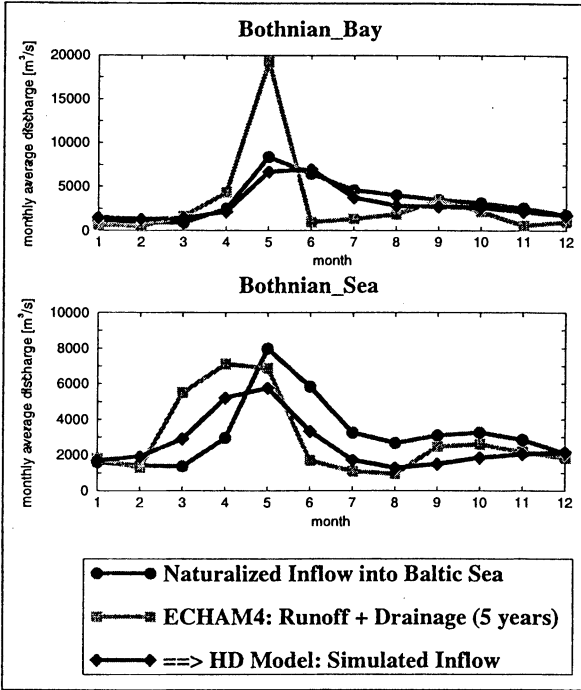 Bothnian_Bay
monthly average discharge [m³/s]
20000
15000
10000
5000
0
1 2 3 4 5 6 7 8 9 10 11 12
month
Bothnian_Sea
monthly average discharge [m³/s]
10000
8000
6000
4000
2000
0
1 2 3 4 5 6 7 8 9 10 11 12
month
Naturalized Inflow into Baltic Sea
ECHAM4: Runoff + Drainage (5 years)
==> HD Model: Simulated Inflow